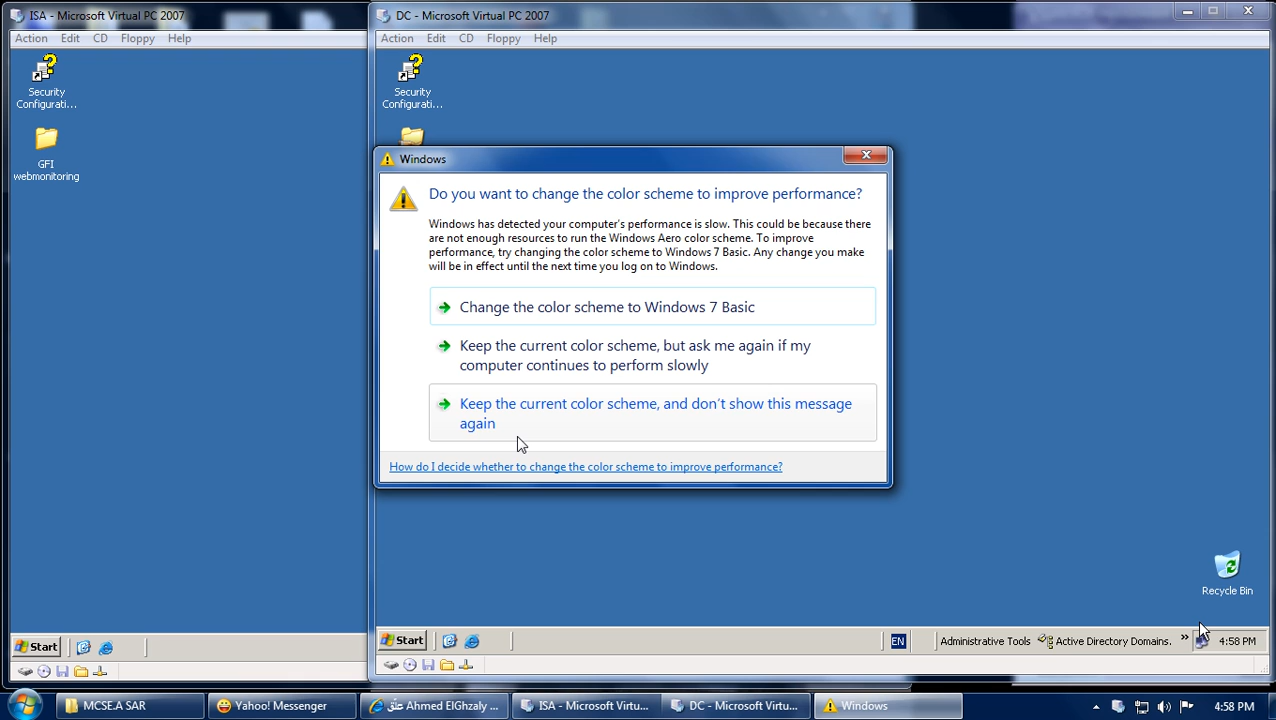 ISA - Microsoft Virtual PC 2007
Action Edit CD Floppy Help
Security
Configurati...
GFI
webmonitoring
Start
DC - Microsoft Virtual PC 2007
Action Edit CD Floppy Help
Security
Configurati...
Windows
Do you want to change the color scheme to improve performance?
Windows has detected your computer's performance is slow. This could be because there
are not enough resources to run the Windows Aero color scheme. To improve
performance, try changing the color scheme to Windows 7 Basic. Any change you make
will be in effect until the next time you log on to Windows.
Change the color scheme to Windows 7 Basic
Keep the current color scheme, but ask me again if my
computer continues to perform slowly
Keep the current color scheme, and don't show this message
again
How do I decide whether to change the color scheme to improve performance?
Recycle Bin
Start EN Administrative Tools Active Directory Domains. » 4:58 PM
MCSE.A SAR Yahoo! Messenger علق Ahmed ElGhzaly ... ISA - Microsoft Virtu... DC - Microsoft Virtu... Windows 4:58 PM